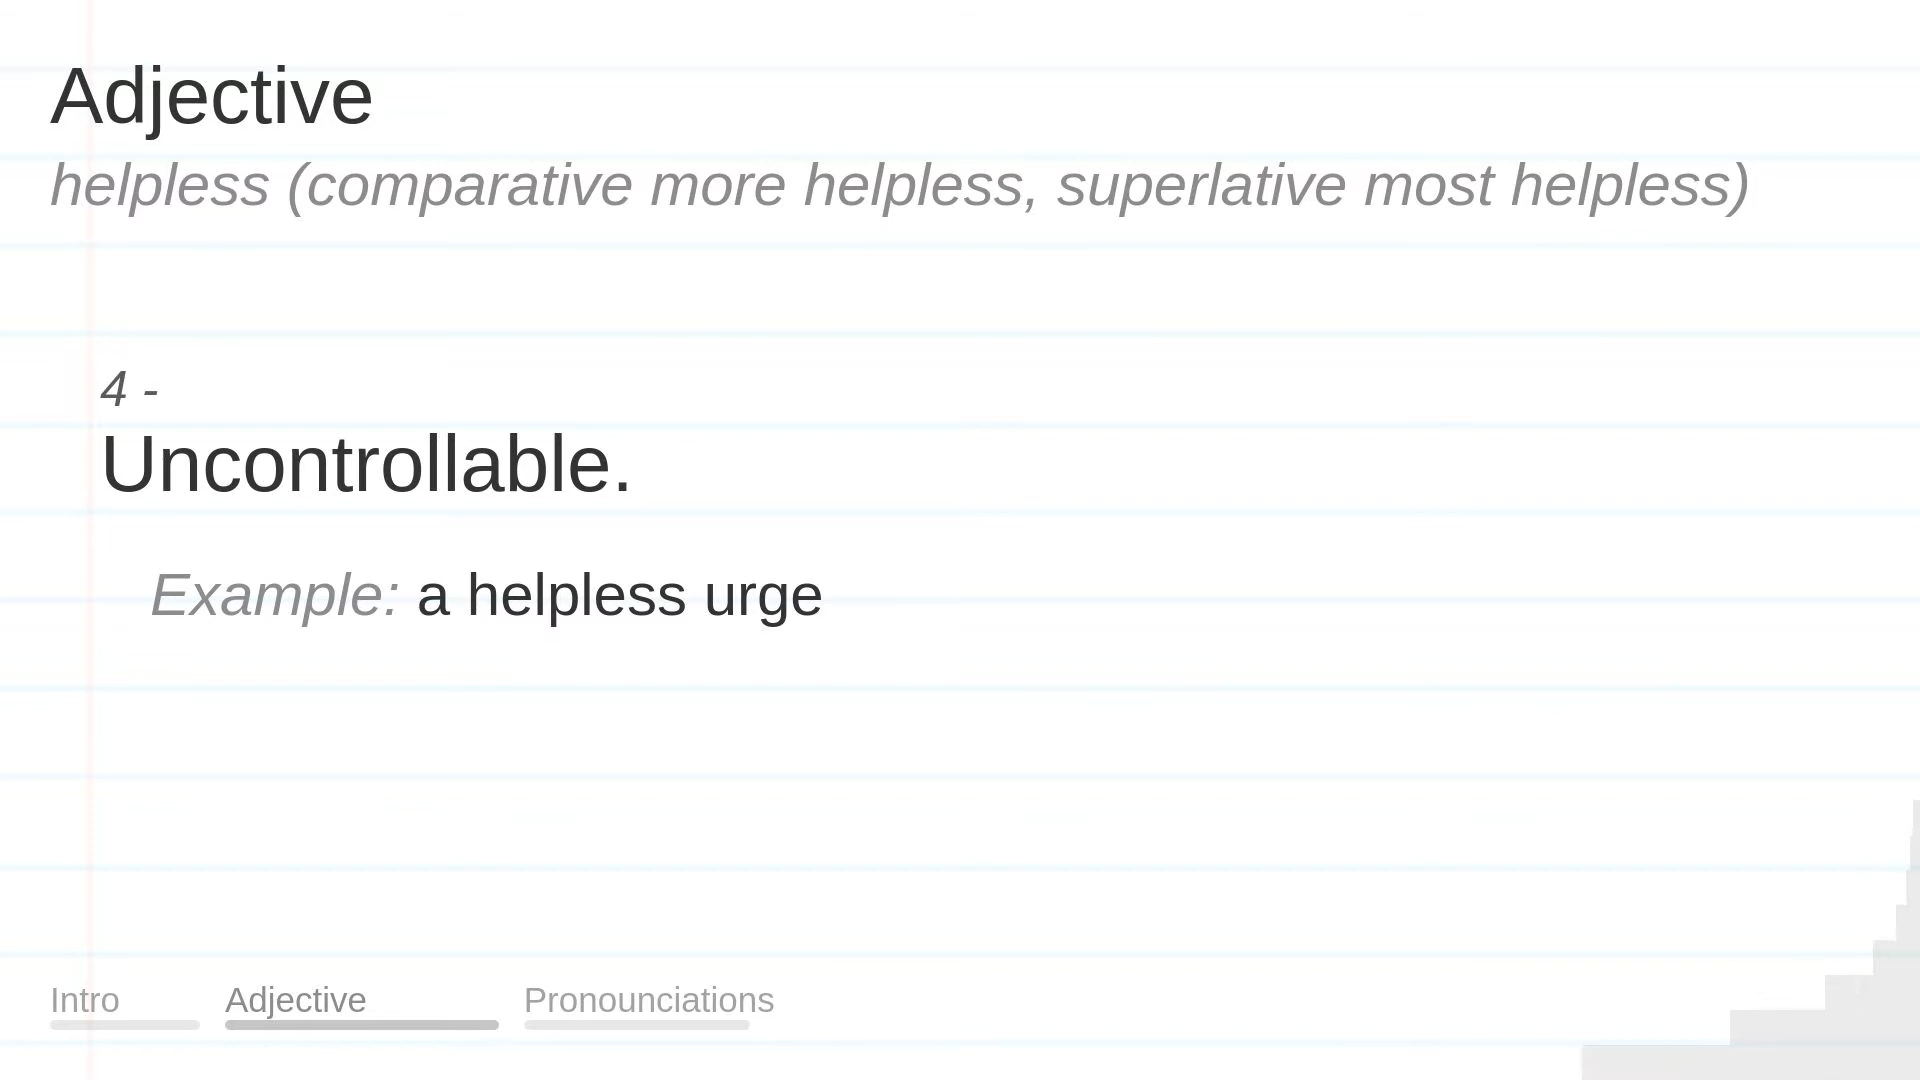 Adjective
helpless (comparative more helpless, superlative most helpless)
4 -
Uncontrollable.
Example: a helpless urge
Intro
Adjective
Pronounciations